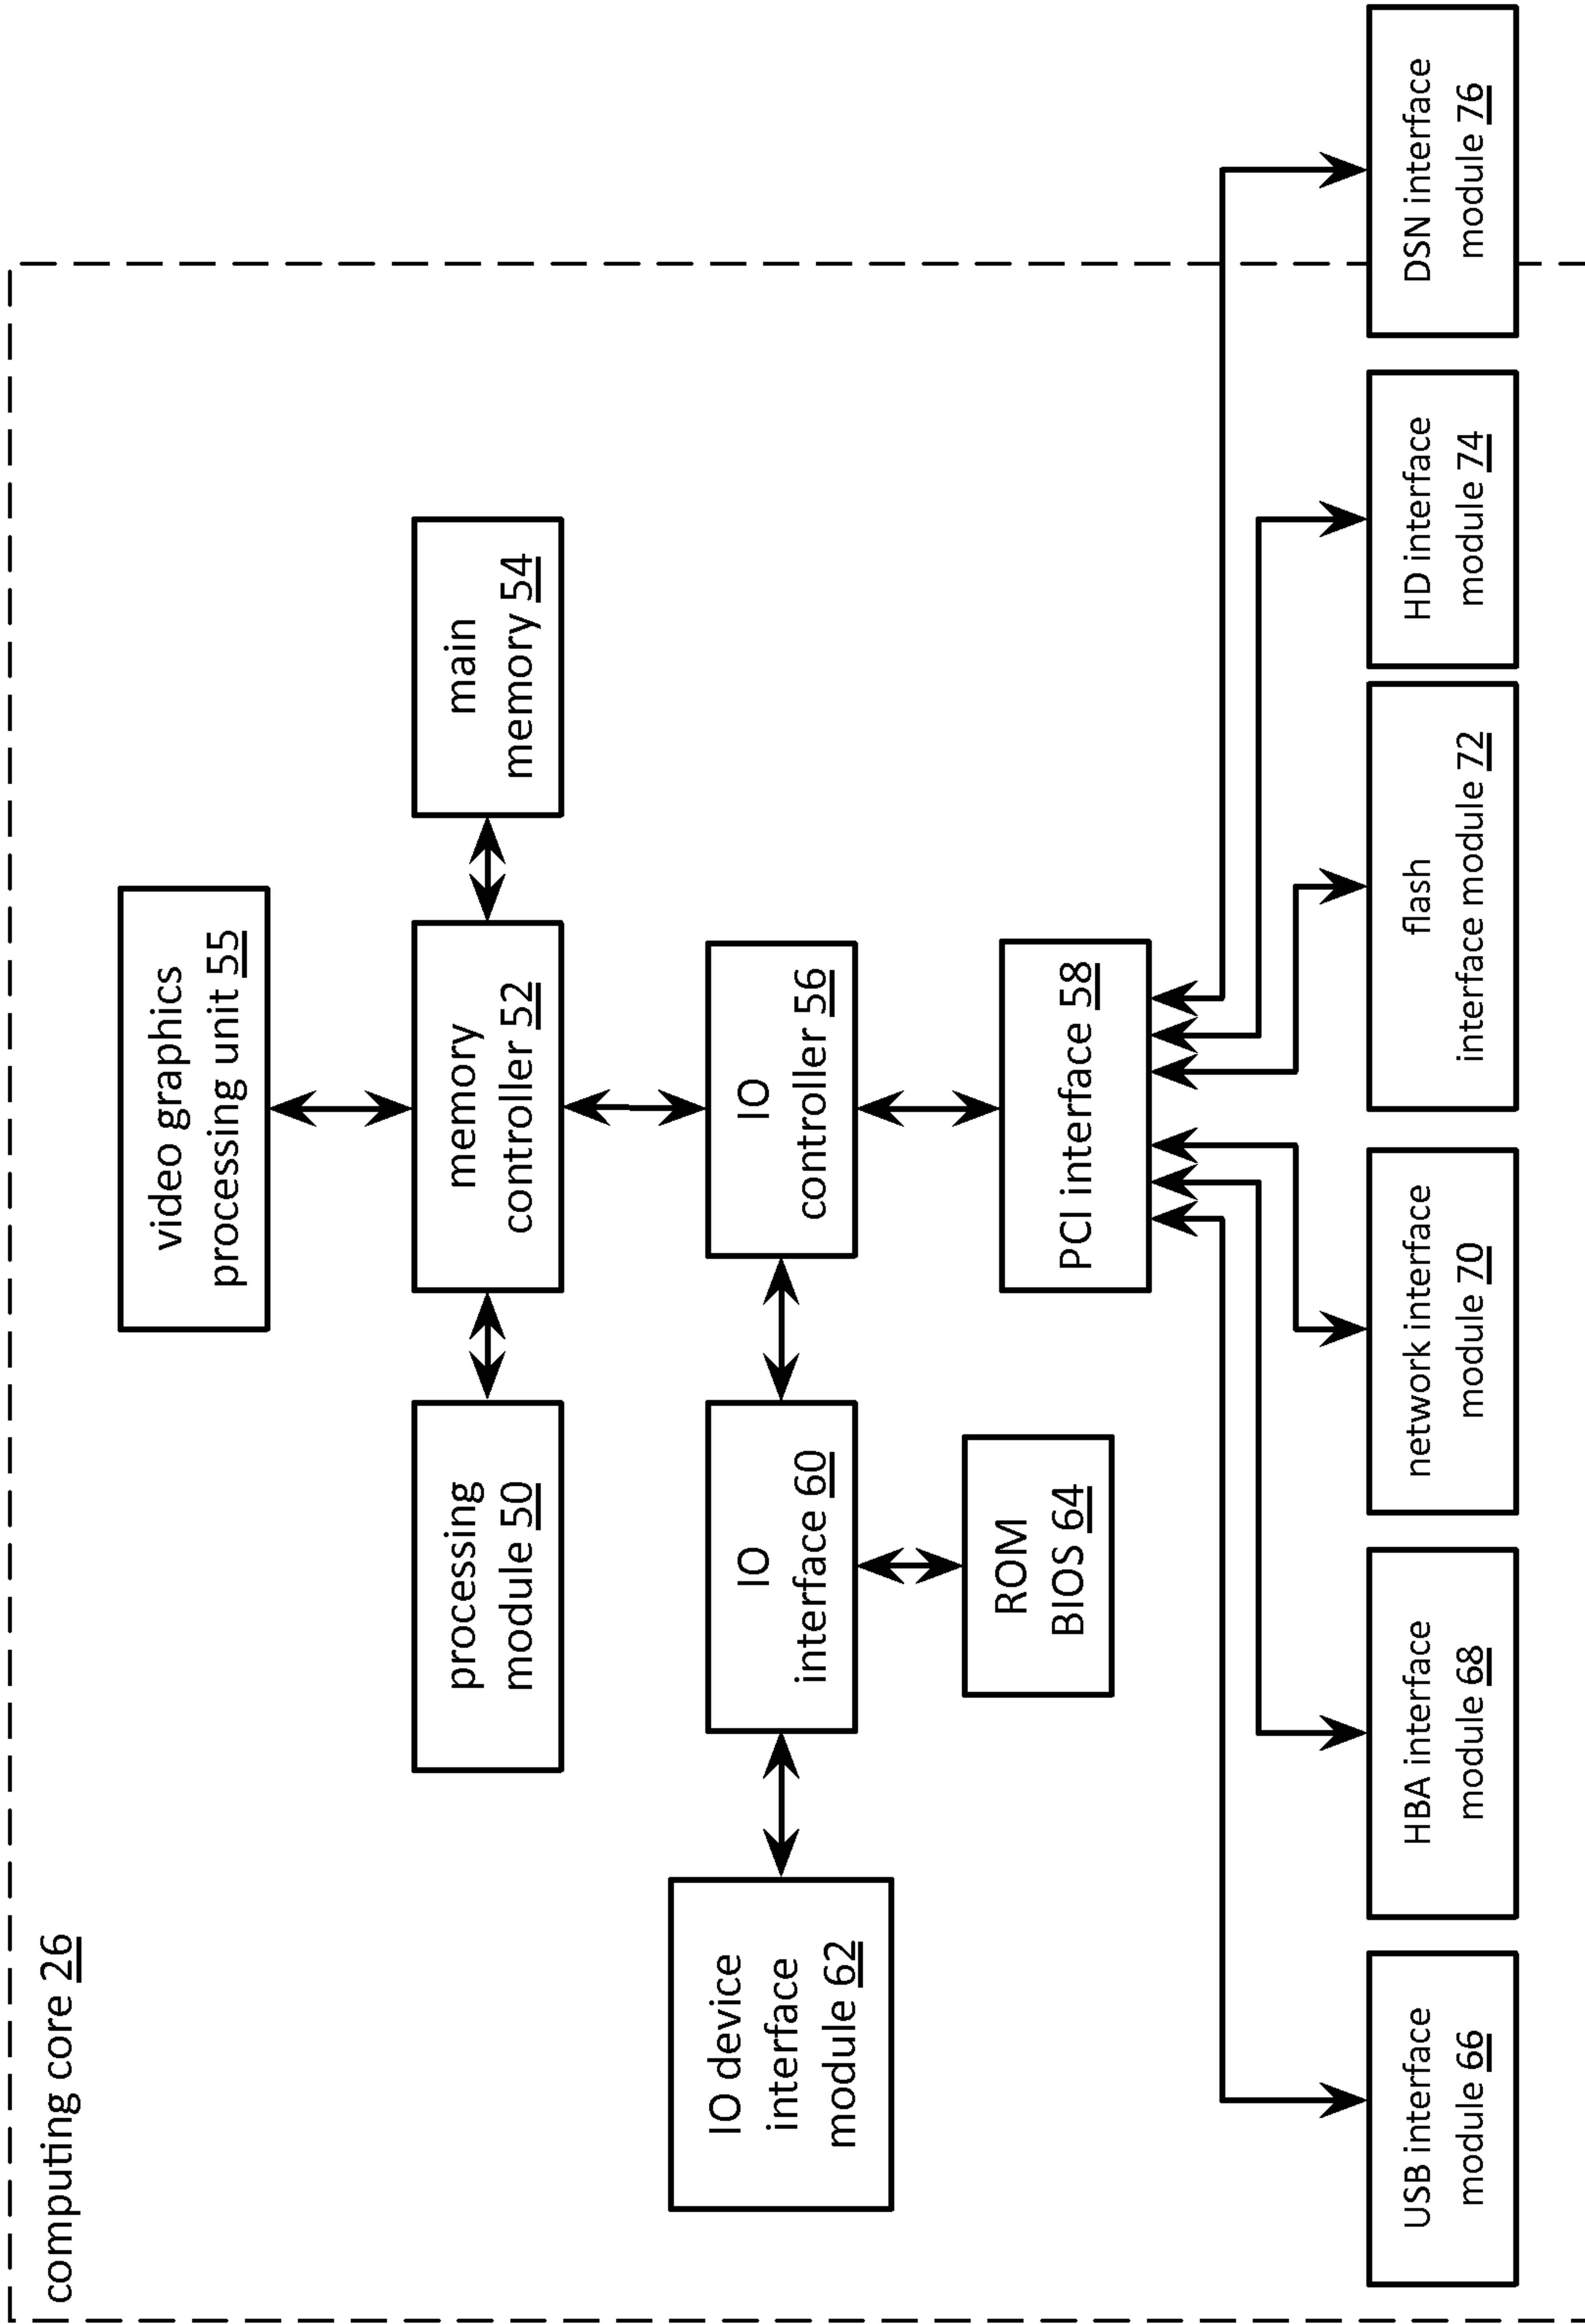 computing core 26
video graphics
processing unit 55
processing
module 50
memory
controller 52
main
memory 54
IO device
interface
module 62
IO
interface 60
IO
controller 56
ROM
BIOS 64
PCI interface 58
USB interface
module 66
HBA interface
module 68
network interface
module 70
flash
interface module 72
HD interface
module 74
DSN interface
module 76